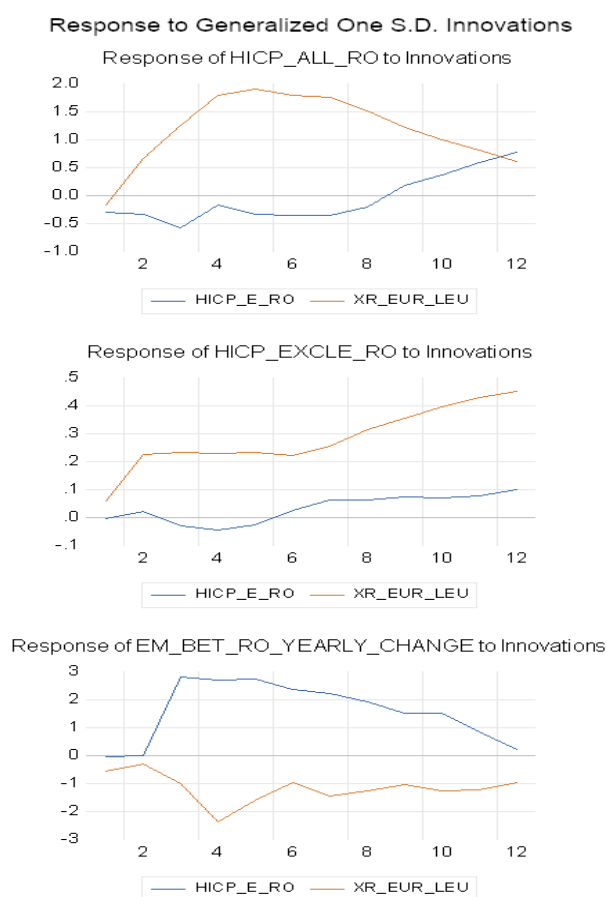 Response to Generalized One S.D. Innovations
Response of HICP_ALL_RO to Innovations
2.0
1.5
1.0
0.5
0.0
-0.5
-1.0
2 4 6 8 10 12
HICP_E_RO XR_EUR_LEU
Response of HICP_EXCLE_RO to Innovations
.5
.4
.3
.2
.1
.0
-.1
2 4 6 8 10 12
HICP_E_RO XR_EUR_LEU
Response of EM_BET_RO_YEARLY_CHANGE to Innovations
3
2
1
0
-1
-2
-3
2 4 6 8 10 12
HICP_E_RO XR_EUR_LEU